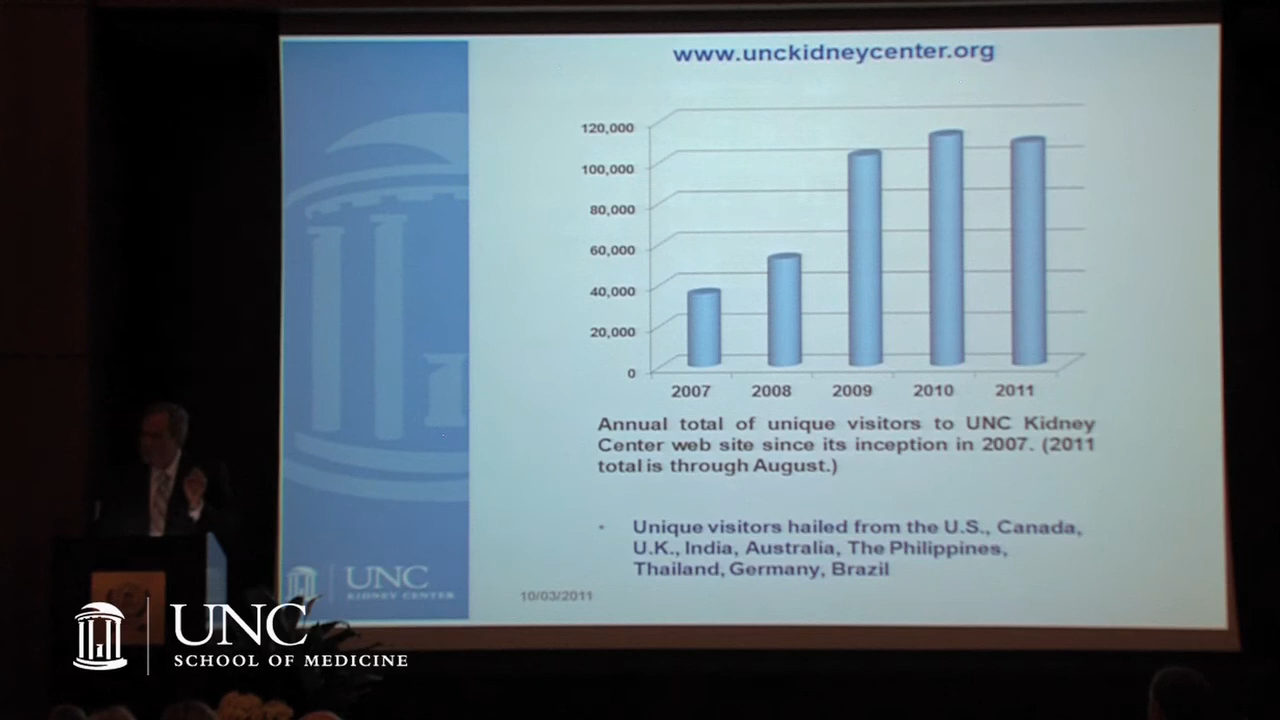 www.unckidneycenter.org
120,000
100,000
80,000
60,000
40,000
20,000
0
2007 2008 2009 2010 2011
Annual total of unique visitors to UNC Kidney
Center web site since its inception in 2007. (2011
total is through August.)
• Unique visitors hailed from the U.S., Canada,
U.K., India, Australia, The Philippines,
Thailand, Germany, Brazil
UNC
KIDNEY CENTER
10/03/2011
UNC
SCHOOL OF MEDICINE